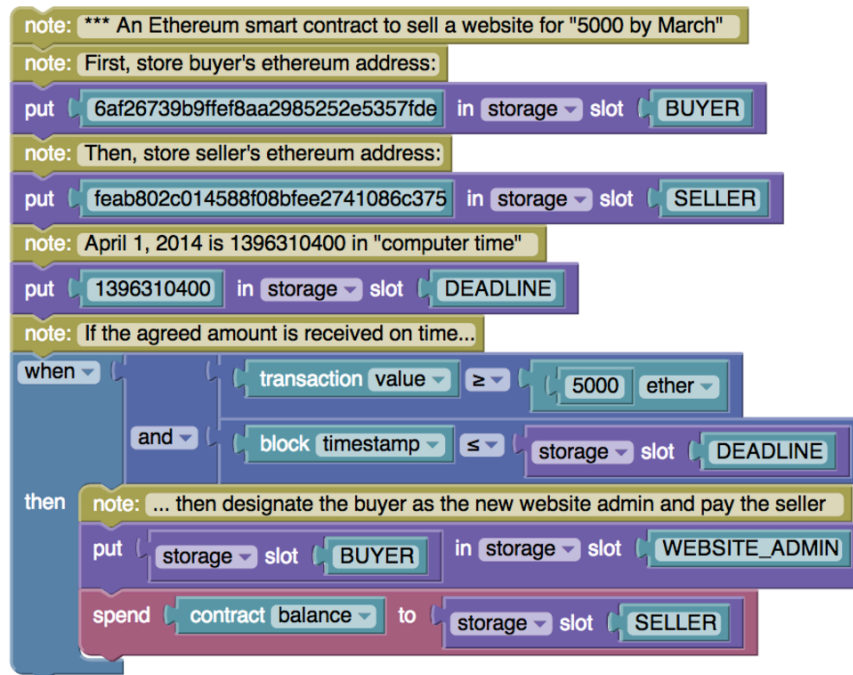 note: *** An Ethereum smart contract to sell a website for "5000 by March"
note: First, store buyer's ethereum address:
put 6af26739b9ffef8aa2985252e5357fde in storage slot BUYER
note: Then, store seller's ethereum address:
put feab802c014588f08bfee2741086c375 in storage slot SELLER
note: April 1, 2014 is 1396310400 in "computer time"
put 1396310400 in storage slot DEADLINE
note: If the agreed amount is received on time...
when transaction value ≥ 5000 ether
and block timestamp ≤ storage slot DEADLINE
then note: ... then designate the buyer as the new website admin and pay the seller
put storage slot BUYER in storage slot WEBSITE_ADMIN
spend contract balance to storage slot SELLER